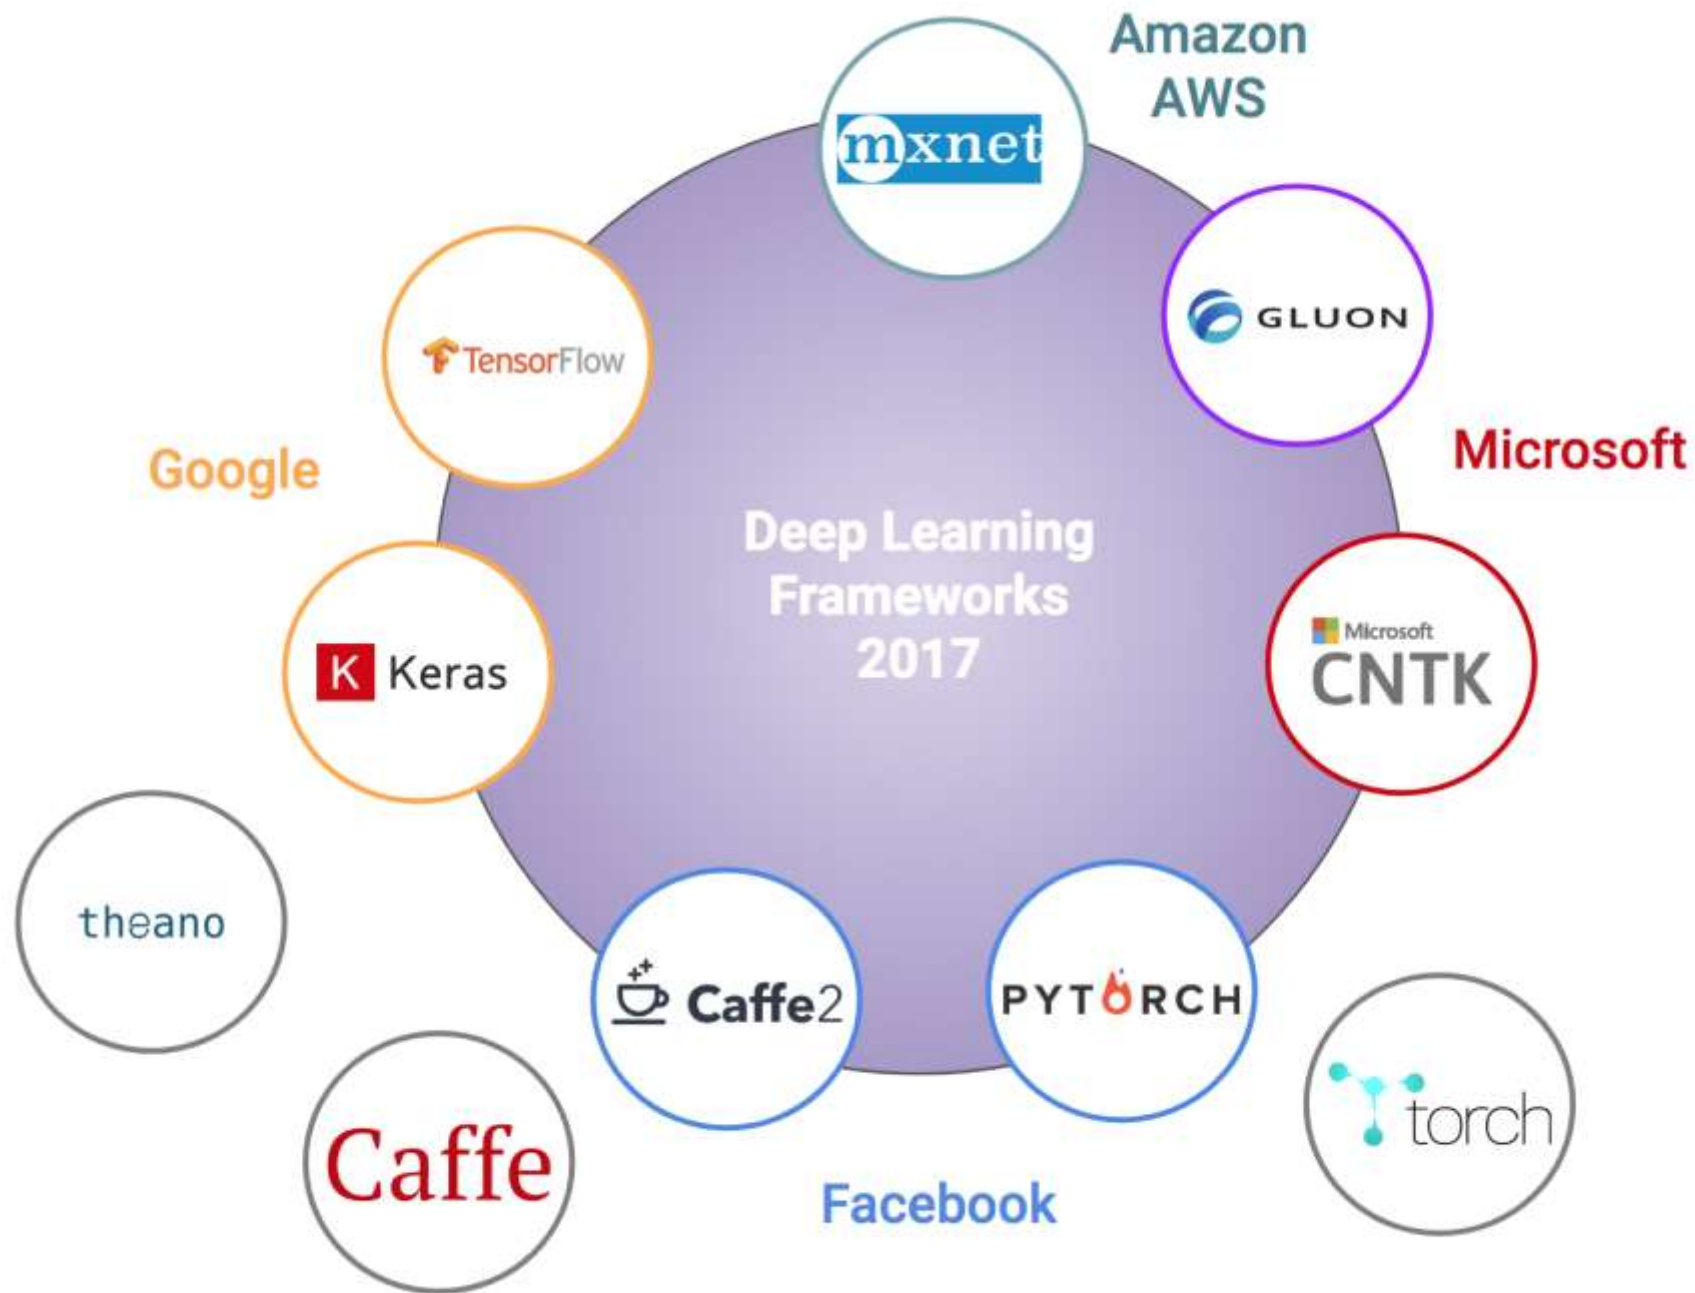 Amazon
AWS
mxnet
GLUON
TensorFlow
Google
Microsoft
Deep Learning
Frameworks
2017
Microsoft
CNTK
K Keras
theano
Caffe2
PYTORCH
torch
Caffe
Facebook